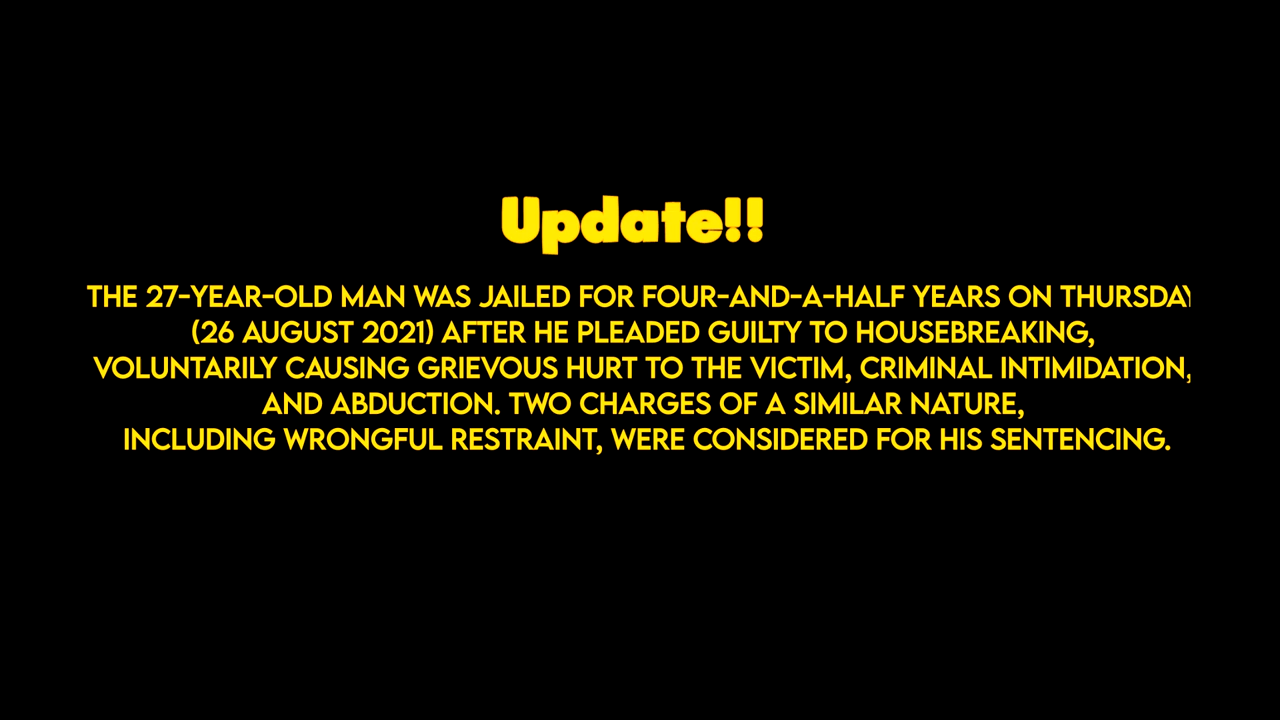 Update!!
THE 27-YEAR-OLD MAN WAS JAILED FOR FOUR-AND-A-HALF YEARS ON THURSDAY
(26 AUGUST 2021) AFTER HE PLEADED GUILTY TO HOUSEBREAKING,
VOLUNTARILY CAUSING GRIEVOUS HURT TO THE VICTIM, CRIMINAL INTIMIDATION,
AND ABDUCTION. TWO CHARGES OF A SIMILAR NATURE,
INCLUDING WRONGFUL RESTRAINT, WERE CONSIDERED FOR HIS SENTENCING.